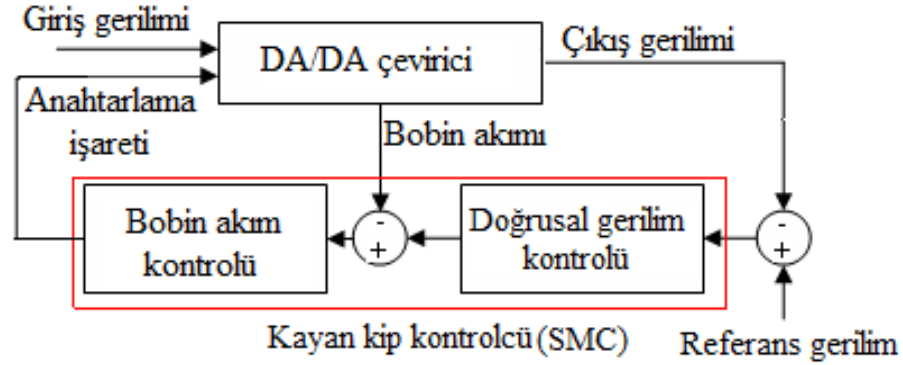 Giriş gerilimi
DA/DA çevirici
Çıkış gerilimi
Anahtarlama
işareti
Bobin akımı
Bobin akım
kontrolü
-
+
Doğrusal gerilim
kontrolü
-
+
Kayan kip kontrolcü (SMC)
Referans gerilim